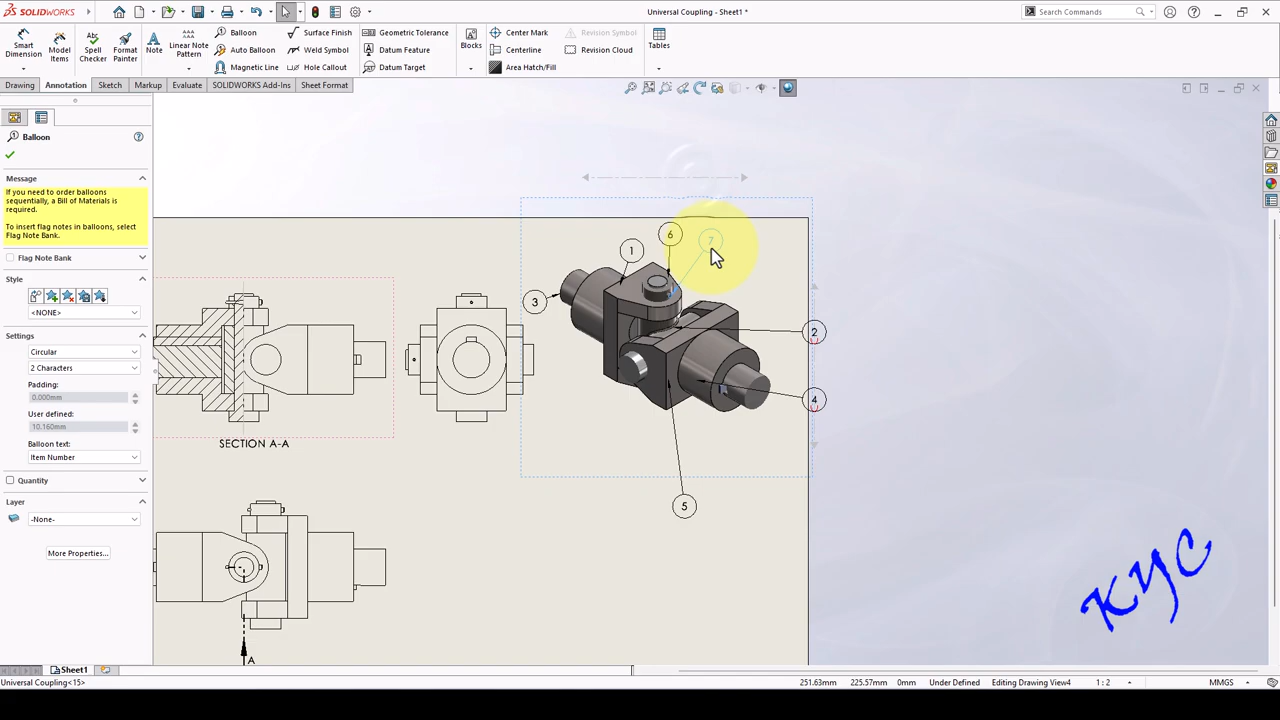 SOLIDWORKS
Universal Coupling - Sheet1 *
Search Commands
Smart Dimension
Model Items
Spell Checker
Format Painter
Note
Linear Note Pattern
Balloon
Auto Balloon
Magnetic Line
Surface Finish
Weld Symbol
Hole Callout
Geometric Tolerance
Datum Feature
Datum Target
Blocks
Center Mark
Centerline
Area Hatch/Fill
Revision Symbol
Revision Cloud
Tables
Drawing
Annotation
Sketch
Markup
Evaluate
SOLIDWORKS Add-Ins
Sheet Format
Balloon
Message
If you need to order balloons
sequentially, a Bill of Materials is
required.
To insert flag notes in balloons, select
Flag Note Bank.
Flag Note Bank
Style
<NONE>
Settings
Circular
2 Characters
Padding:
0.000mm
User defined:
10.160mm
Balloon text:
Item Number
Quantity
Layer
-None-
More Properties...
6
7
1
3
2
4
5
SECTION A-A
A
KYC
Sheet1
Universal Coupling<15>
251.63mm
225.57mm
0mm
Under Defined
Editing Drawing View4
1 : 2
MMGS